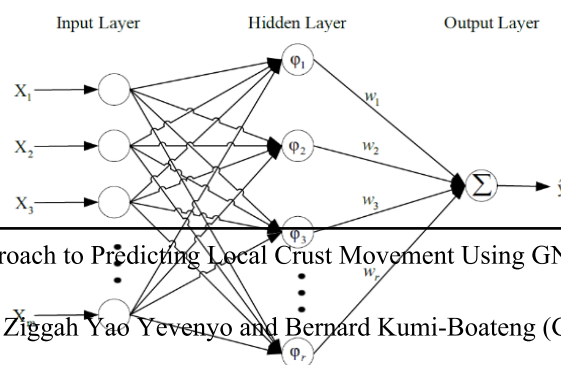 Input Layer Hidden Layer Output Layer
φ1
X1
w1
X2 φ2 w2
Σ
X3 w3
φ3
roach to Predicting Local Crust Movement Using GN
wr
Ziggah Yao Yevenyo and Bernard Kumi-Boateng (G
φr